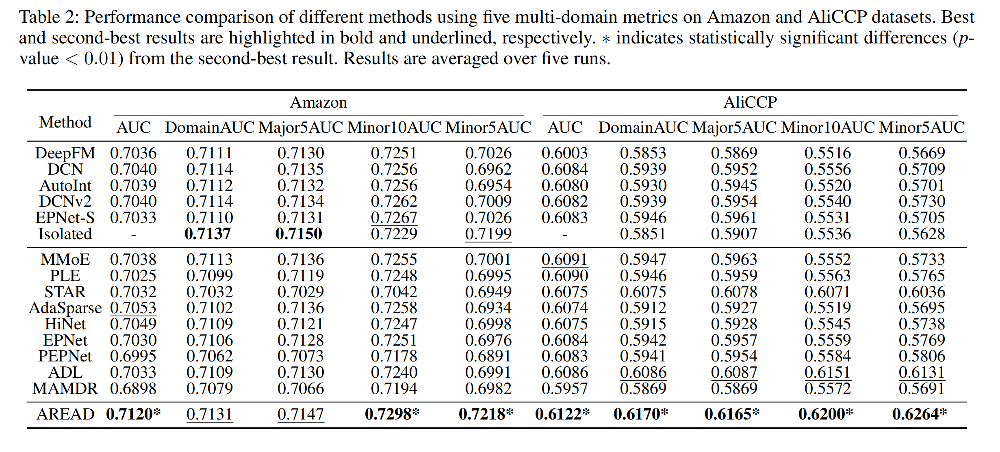 Table 2: Performance comparison of different methods using five multi-domain metrics on Amazon and AliCCP datasets. Best
and second-best results are highlighted in bold and underlined, respectively. ∗ indicates statistically significant differences (p-
value < 0.01) from the second-best result. Results are averaged over five runs.
Method Amazon AliCCP
AUC DomainAUC Major5AUC Minor10AUC Minor5AUC AUC DomainAUC Major5AUC Minor10AUC Minor5AUC
DeepFM 0.7036 0.7111 0.7130 0.7251 0.7026 0.6003 0.5853 0.5869 0.5516 0.5669
DCN 0.7040 0.7114 0.7135 0.7256 0.6962 0.6084 0.5939 0.5952 0.5556 0.5709
AutoInt 0.7039 0.7112 0.7132 0.7256 0.6954 0.6080 0.5930 0.5945 0.5520 0.5701
DCNv2 0.7040 0.7114 0.7134 0.7262 0.7009 0.6082 0.5939 0.5954 0.5540 0.5730
EPNet-S 0.7033 0.7110 0.7131 0.7267 0.7026 0.6083 0.5946 0.5961 0.5531 0.5705
Isolated - 0.7137 0.7150 0.7229 0.7199 - 0.5851 0.5907 0.5536 0.5628
MMoE 0.7038 0.7113 0.7136 0.7255 0.7001 0.6091 0.5947 0.5963 0.5552 0.5733
PLE 0.7025 0.7099 0.7119 0.7248 0.6995 0.6090 0.5946 0.5959 0.5563 0.5765
STAR 0.7032 0.7032 0.7029 0.7042 0.6949 0.6075 0.6075 0.6078 0.6071 0.6036
AdaSparse 0.7053 0.7102 0.7136 0.7258 0.6934 0.6074 0.5912 0.5927 0.5519 0.5695
HiNet 0.7049 0.7109 0.7121 0.7247 0.6998 0.6075 0.5915 0.5928 0.5545 0.5738
EPNet 0.7030 0.7106 0.7128 0.7251 0.6976 0.6084 0.5942 0.5957 0.5559 0.5769
PEPNet 0.6995 0.7062 0.7073 0.7178 0.6891 0.6083 0.5941 0.5954 0.5584 0.5806
ADL 0.7033 0.7109 0.7130 0.7240 0.6991 0.6086 0.6086 0.6087 0.6151 0.6131
MAMDR 0.6898 0.7079 0.7066 0.7194 0.6982 0.5957 0.5869 0.5869 0.5572 0.5691
AREAD 0.7120* 0.7131 0.7147 0.7298* 0.7218* 0.6122* 0.6170* 0.6165* 0.6200* 0.6264*